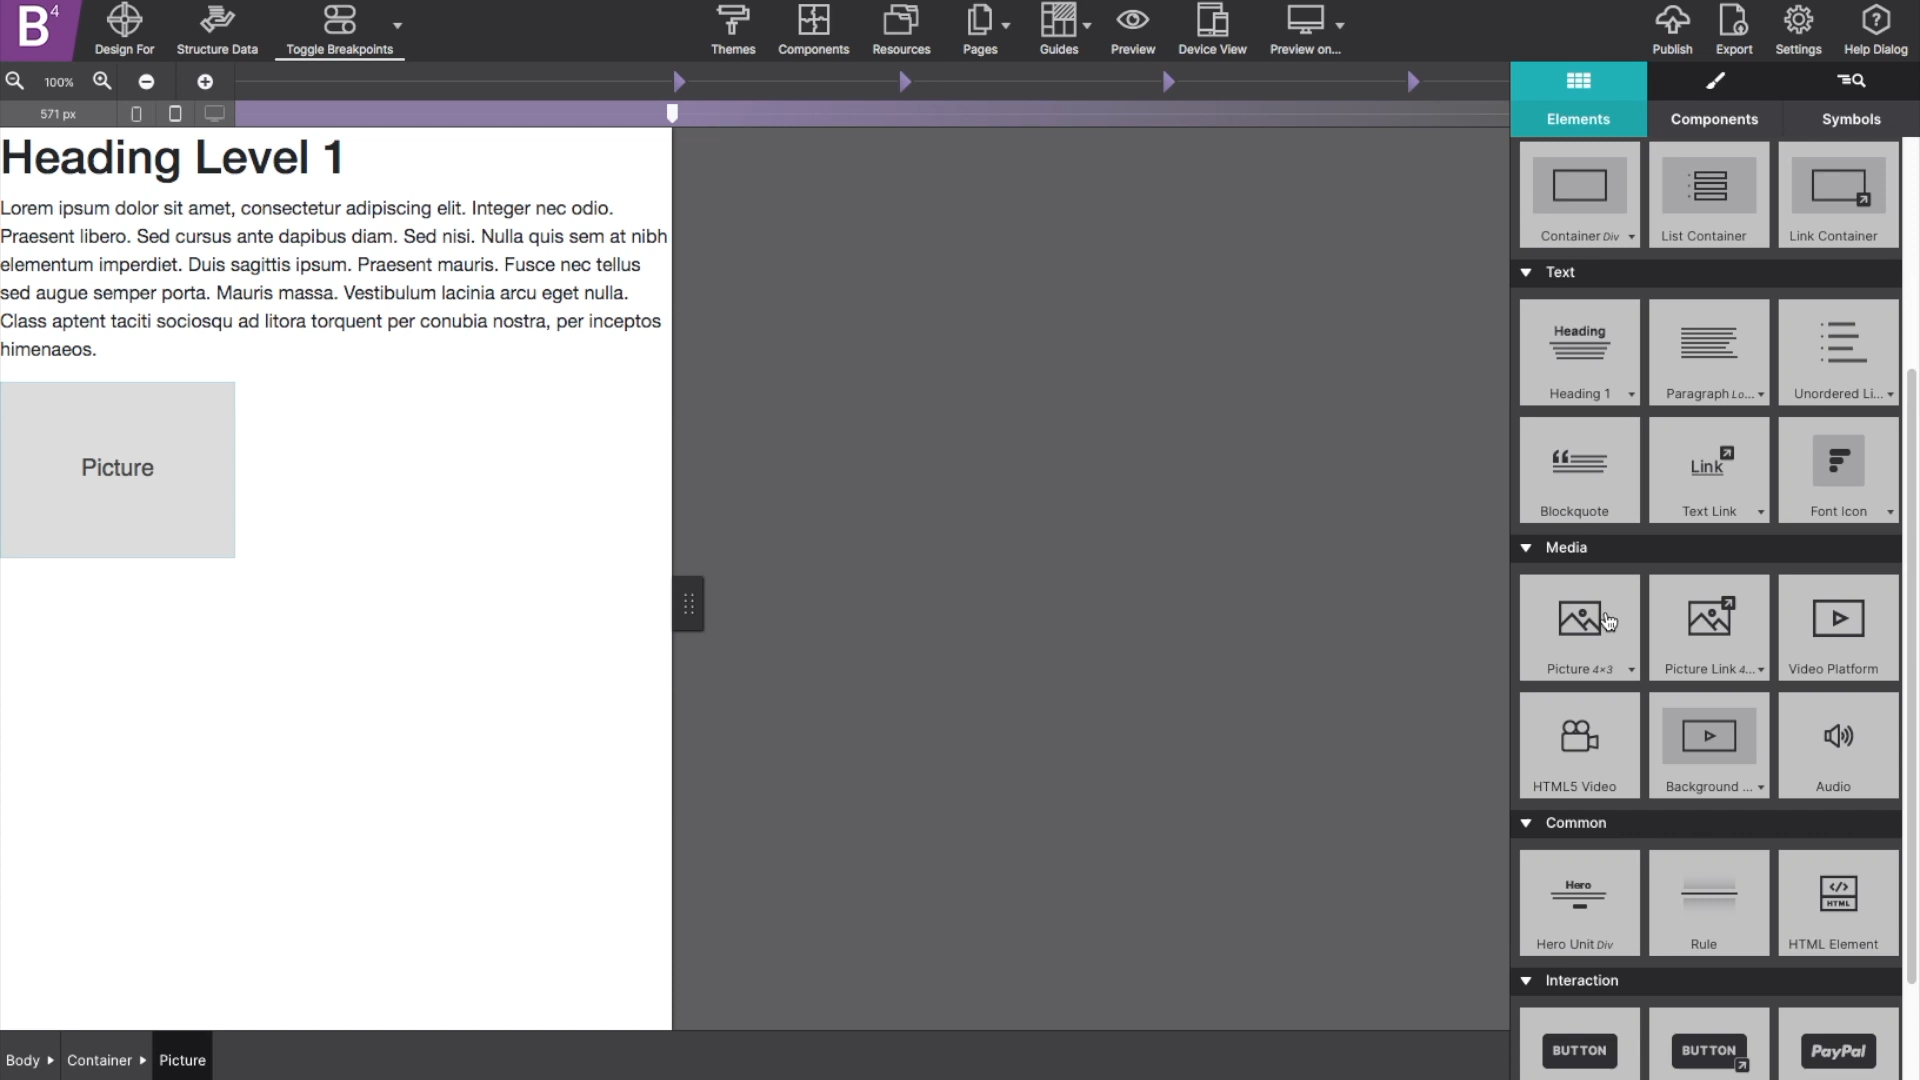 B4
Design For
Structure Data
Toggle Breakpoints
Themes
Components
Resources
Pages
Guides
Preview
Device View
Preview on...
Publish
Export
Settings
Help Dialog
100%
571 px
Elements
Components
Symbols
Heading Level 1
Lorem ipsum dolor sit amet, consectetur adipiscing elit. Integer nec odio.
Praesent libero. Sed cursus ante dapibus diam. Sed nisi. Nulla quis sem at nibh
elementum imperdiet. Duis sagittis ipsum. Praesent mauris. Fusce nec tellus
sed augue semper porta. Mauris massa. Vestibulum lacinia arcu eget nulla.
Class aptent taciti sociosqu ad litora torquent per conubia nostra, per inceptos
himenaeos.
Picture
Container Div
List Container
Link Container
Text
Heading
Heading 1
Paragraph Lo...
Unordered Li...
Blockquote
Link
Text Link
Font Icon
Media
Picture 4×3
Picture Link 4...
Video Platform
HTML5 Video
Background ...
Audio
Common
Hero
Hero Unit Div
Rule
</> HTML
HTML Element
Interaction
BUTTON
BUTTON
PayPal
Body
Container
Picture